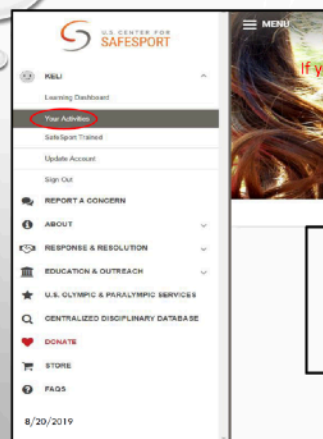 U.S. CENTER FOR
SAFESPORT
KELI
Learning Dashboard
Your Activities
SafeSport Trained
Update Account
Sign Out
REPORT A CONCERN
ABOUT
RESPONSE & RESOLUTION
EDUCATION & OUTREACH
U.S. OLYMPIC & PARALYMPIC SERVICES
CENTRALIZED DISCIPLINARY DATABASE
DONATE
STORE
FAQS
8/20/2019
MENU
If y